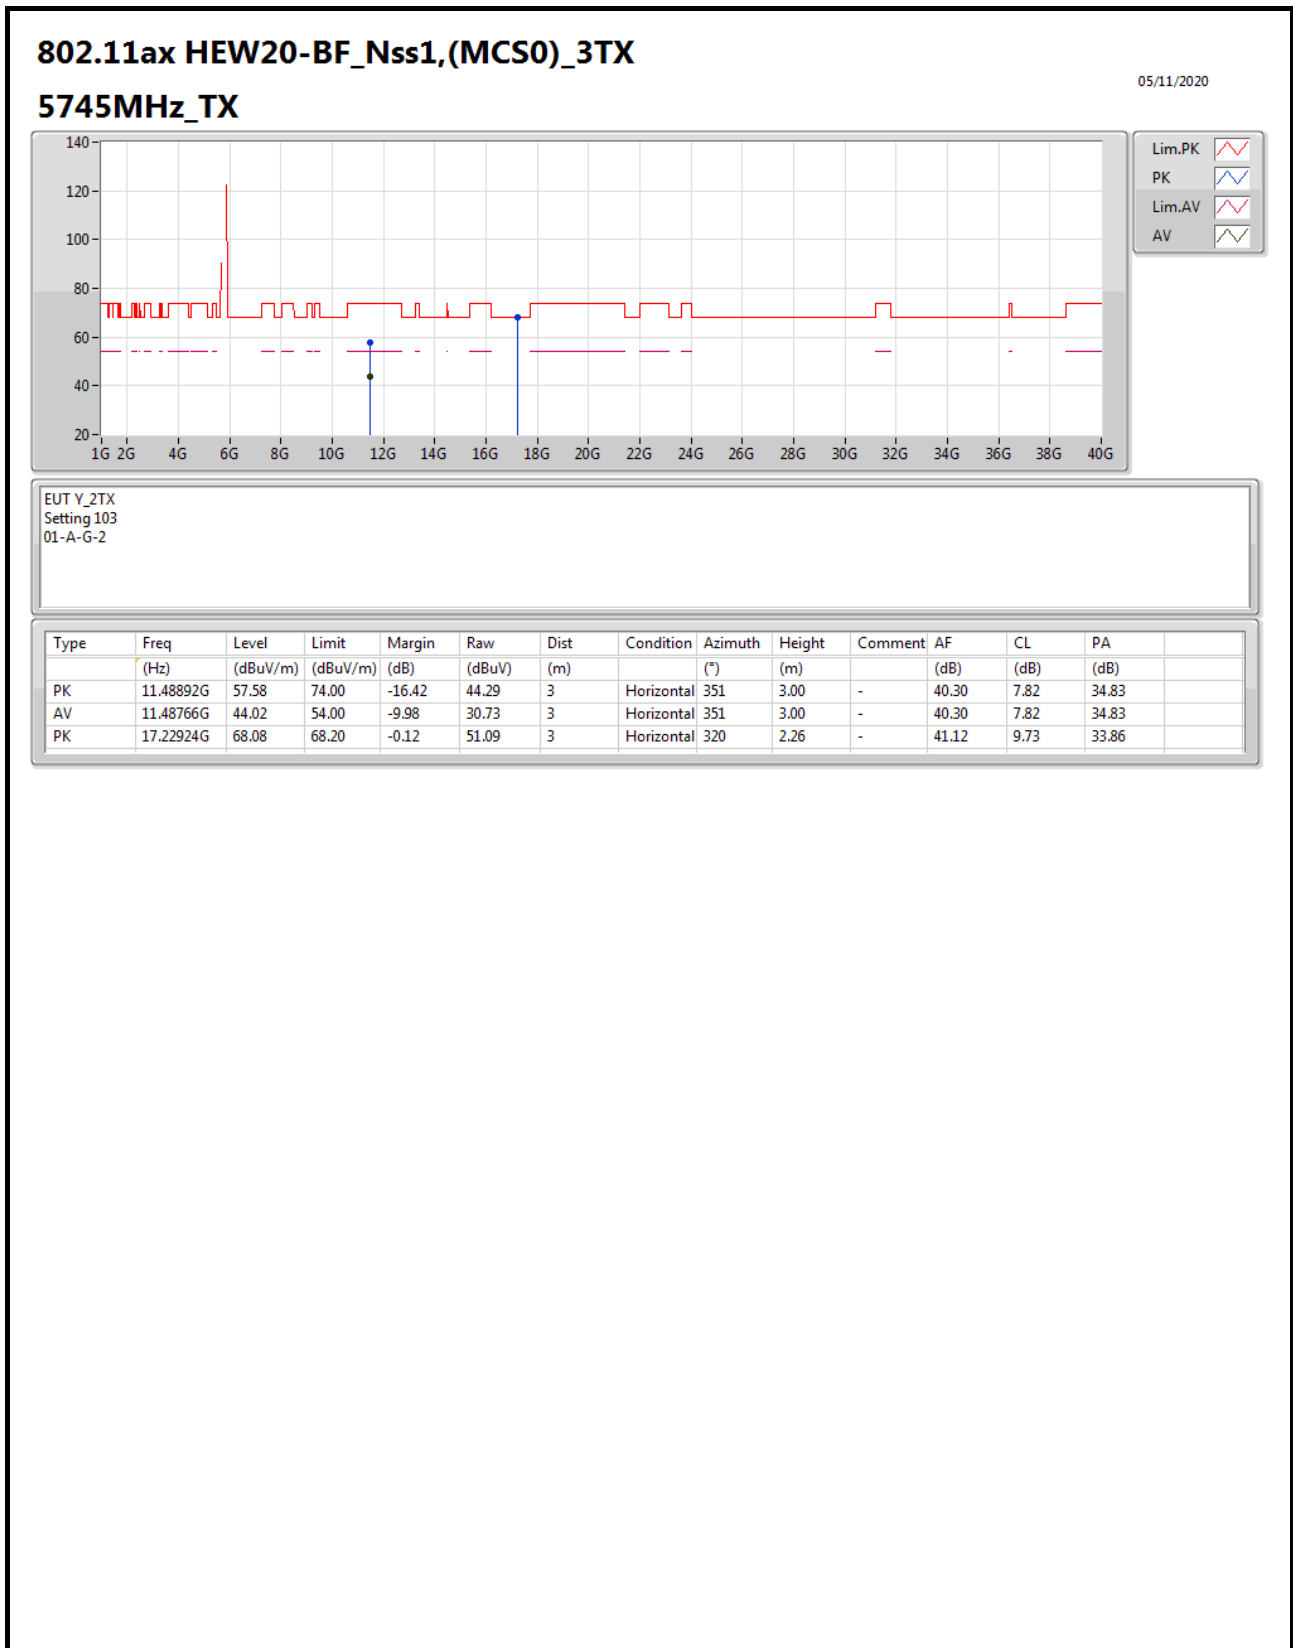 802.11ax HEW20-BF_Nss1,(MCS0)_3TX
05/11/2020
5745MHz_TX
140
120
100
80
60
40
20
1G 2G 4G 6G 8G 10G 12G 14G 16G 18G 20G 22G 24G 26G 28G 30G 32G 34G 36G 38G 40G
Lim.PK
PK
Lim.AV
AV
EUT Y_2TX
Setting 103
01-A-G-2
Type Freq Level Limit Margin Raw Dist Condition Azimuth Height Comment AF CL PA
(Hz) (dBuV/m) (dBuV/m) (dB) (dBuV) (m) (°) (m) (dB) (dB) (dB)
PK 11.48892G 57.58 74.00 -16.42 44.29 3 Horizontal 351 3.00 - 40.30 7.82 34.83
AV 11.48766G 44.02 54.00 -9.98 30.73 3 Horizontal 351 3.00 - 40.30 7.82 34.83
PK 17.22924G 68.08 68.20 -0.12 51.09 3 Horizontal 320 2.26 - 41.12 9.73 33.86